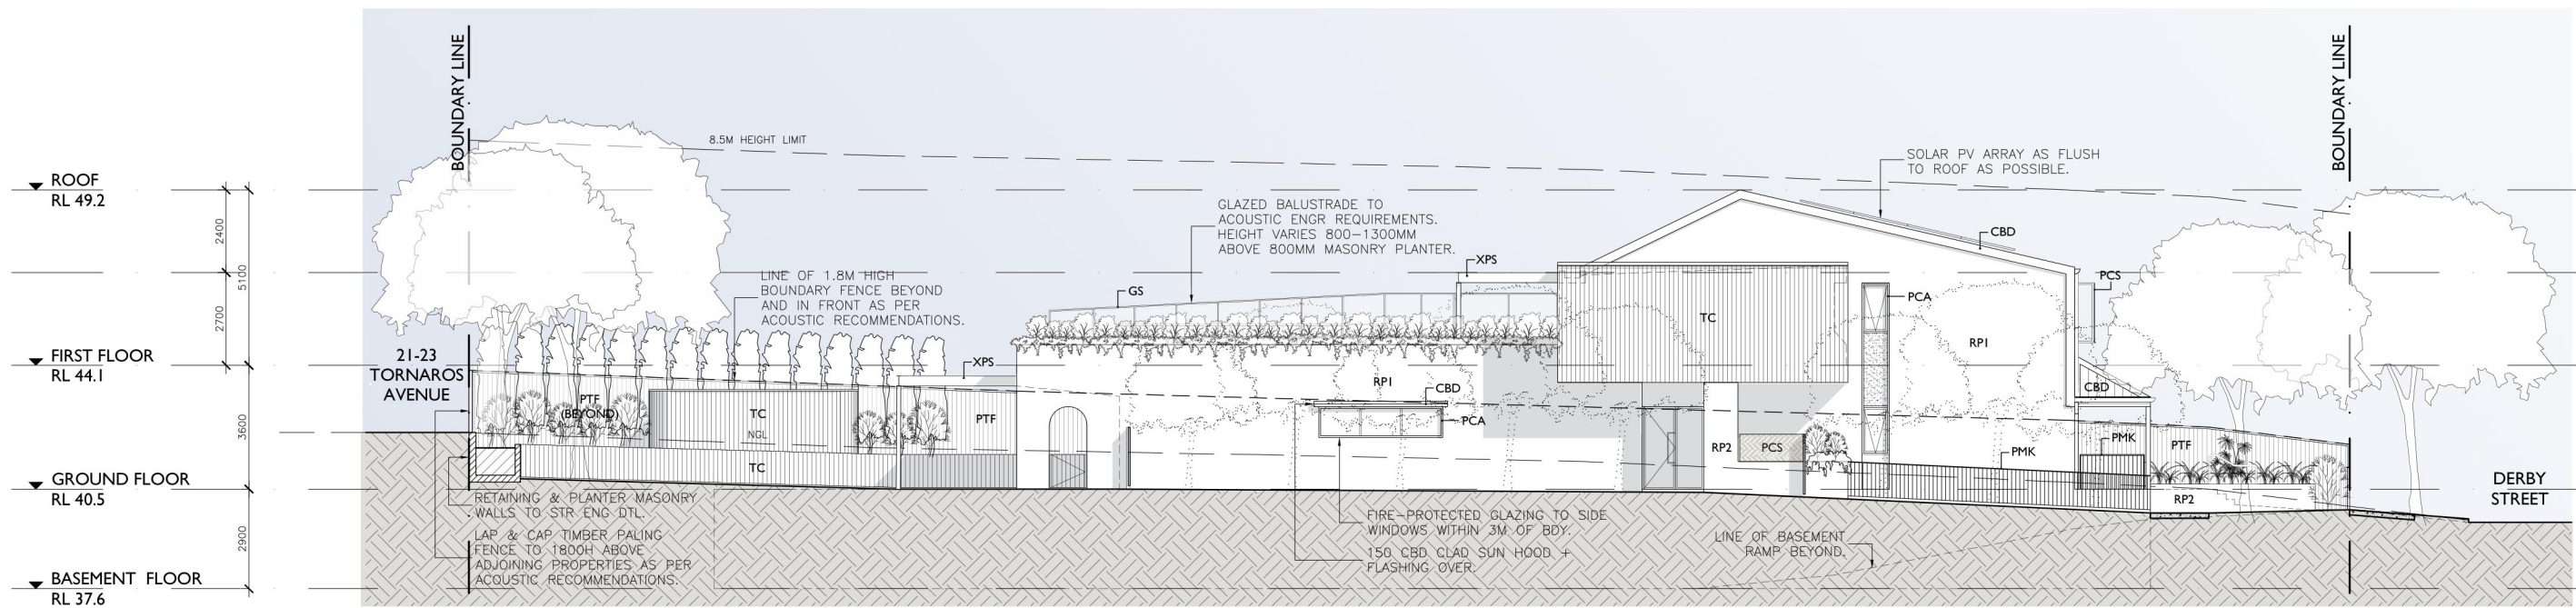 BOUNDARY LINE
BOUNDARY LINE
8.5M HEIGHT LIMIT
SOLAR PV ARRAY AS FLUSH
TO ROOF AS POSSIBLE.
ROOF
RL 49.2
2400
5100
2700
GLAZED BALUSTRADE TO
ACOUSTIC ENGR REQUIREMENTS.
HEIGHT VARIES 800-1300MM
ABOVE 800MM MASONRY PLANTER.
CBD
XPS
LINE OF 1.8M HIGH
BOUNDARY FENCE BEYOND
AND IN FRONT AS PER
ACOUSTIC RECOMMENDATIONS.
GS
PCS
PCA
TC
RP1
FIRST FLOOR
RL 44.1
21-23
TORNAROS
AVENUE
XPS
RP1
CBD
CBD
PTF
(BEYOND)
TC
NGL
PTF
PCA
3600
TC
RP2
PCS
PMK
PMK
PTF
RP2
GROUND FLOOR
RL 40.5
DERBY
STREET
RETAINING & PLANTER MASONRY
WALLS TO STR ENG DTL.
LAP & CAP TIMBER PALING
FENCE TO 1800H ABOVE
ADJOINING PROPERTIES AS PER
ACOUSTIC RECOMMENDATIONS.
FIRE-PROTECTED GLAZING TO SIDE
WINDOWS WITHIN 3M OF BDY.
150 CBD CLAD SUN HOOD +
FLASHING OVER.
LINE OF BASEMENT
RAMP BEYOND.
2900
BASEMENT FLOOR
RL 37.6